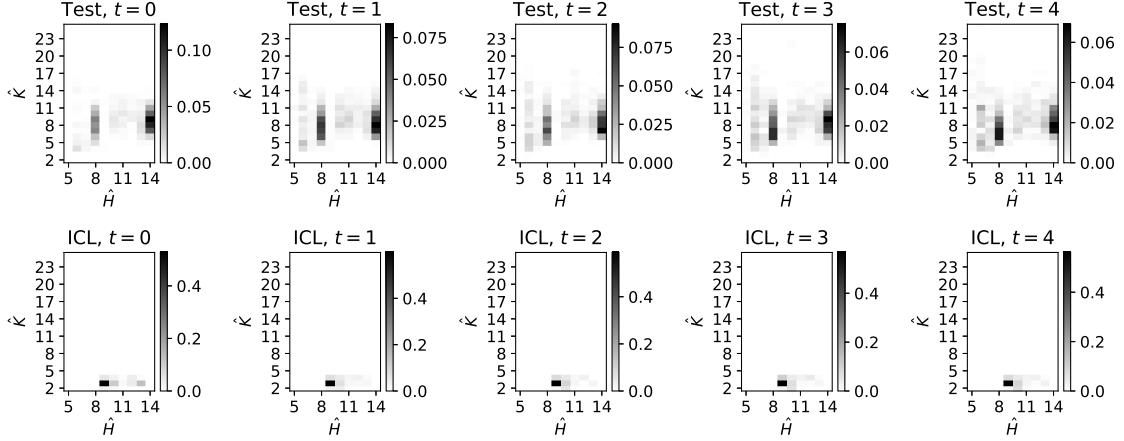 Test, t = 0
Test, t = 1
Test, t = 2
Test, t = 3
Test, t = 4
23
20
17
14
11
8
5
2
K̂
5 8 11 14
Ĥ
0.10
0.05
0.00
23
20
17
14
11
8
5
2
K̂
5 8 11 14
Ĥ
0.075
0.050
0.025
0.000
23
20
17
14
11
8
5
2
K̂
5 8 11 14
Ĥ
0.075
0.050
0.025
0.000
23
20
17
14
11
8
5
2
K̂
5 8 11 14
Ĥ
0.06
0.04
0.02
0.00
23
20
17
14
11
8
5
2
K̂
5 8 11 14
Ĥ
0.06
0.04
0.02
0.00
ICL, t = 0
ICL, t = 1
ICL, t = 2
ICL, t = 3
ICL, t = 4
23
20
17
14
11
8
5
2
K̂
5 8 11 14
Ĥ
0.4
0.2
0.0
23
20
17
14
11
8
5
2
K̂
5 8 11 14
Ĥ
0.4
0.2
0.0
23
20
17
14
11
8
5
2
K̂
5 8 11 14
Ĥ
0.4
0.2
0.0
23
20
17
14
11
8
5
2
K̂
5 8 11 14
Ĥ
0.4
0.2
0.0
23
20
17
14
11
8
5
2
K̂
5 8 11 14
Ĥ
0.4
0.2
0.0